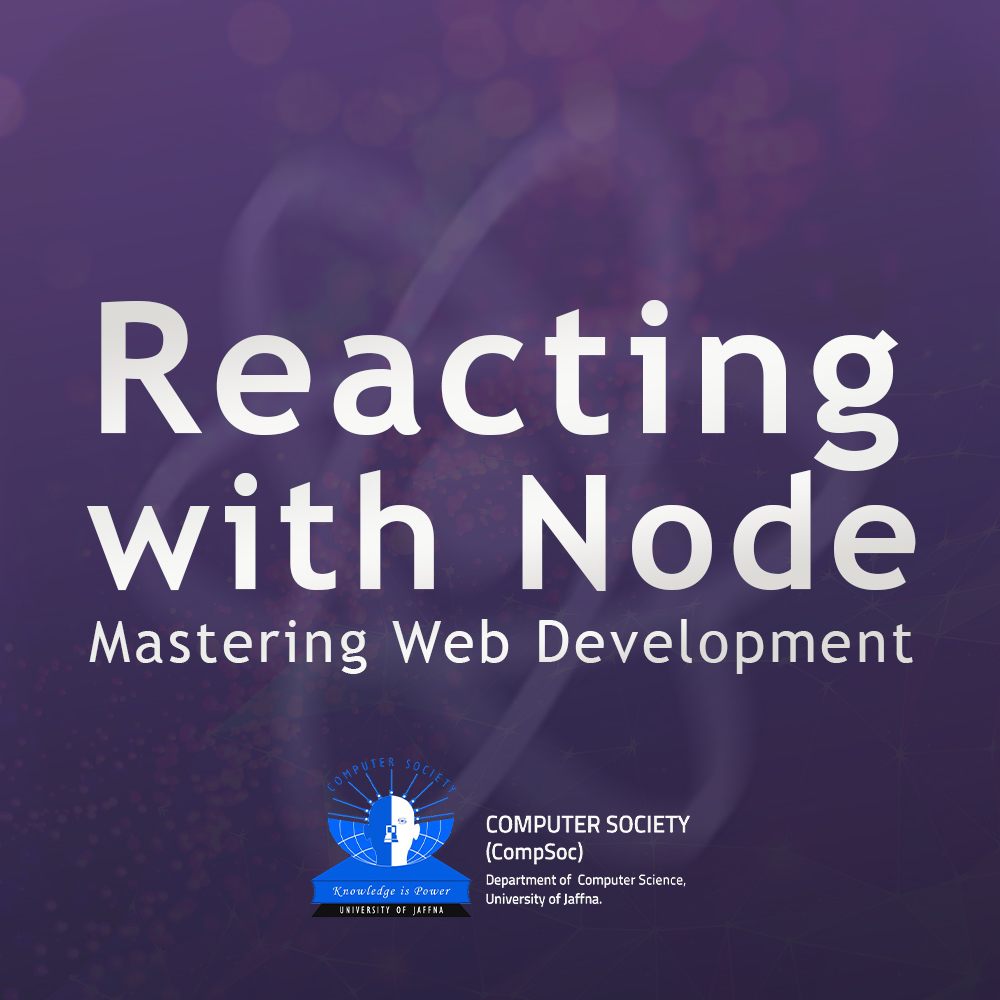 Reacting
with Node
Mastering Web Development
COMPUTER SOCIETY
Knowledge is Power
UNIVERSITY OF JAFFNA
COMPUTER SOCIETY
(CompSoc)
Department of Computer Science,
University of Jaffna.